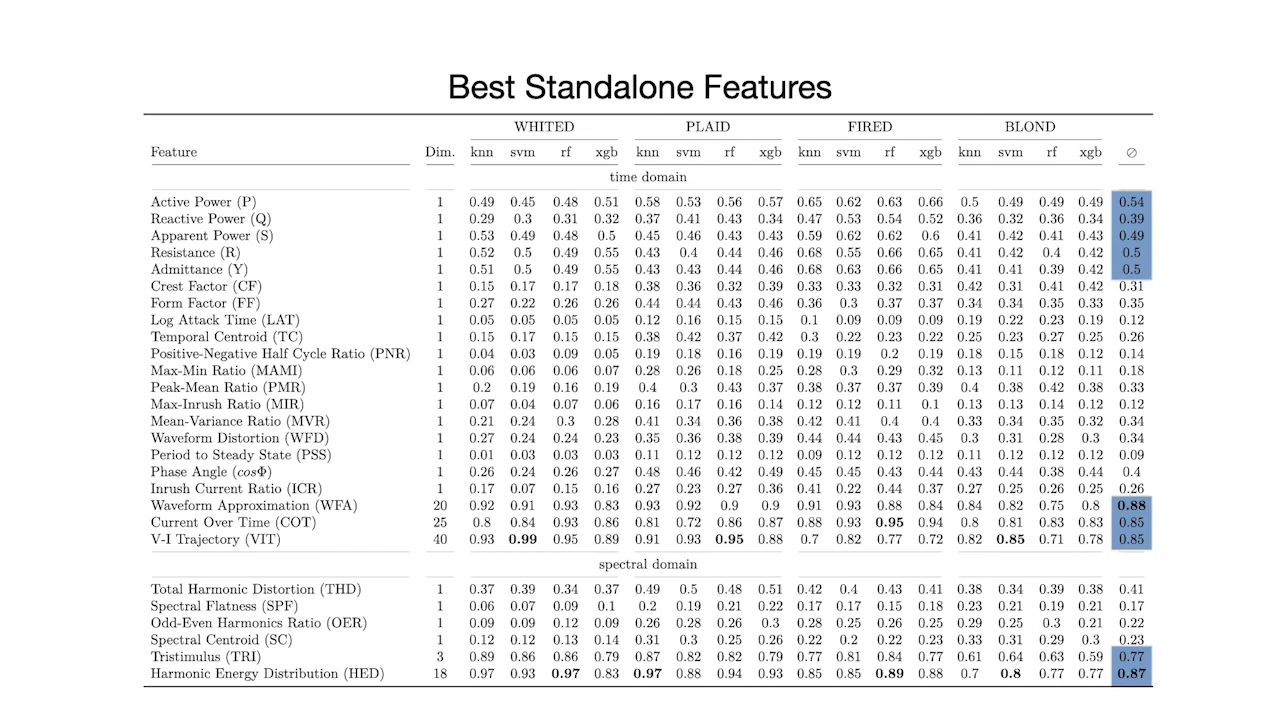 Best Standalone Features
WHITED PLAID FIRED BLOND
Feature Dim. knn svm rf xgb knn svm rf xgb knn svm rf xgb knn svm rf xgb ∅
time domain
Active Power (P) 1 0.49 0.45 0.48 0.51 0.58 0.53 0.56 0.57 0.65 0.62 0.63 0.66 0.5 0.49 0.49 0.49 0.54
Reactive Power (Q) 1 0.29 0.3 0.31 0.32 0.37 0.41 0.43 0.34 0.47 0.53 0.54 0.52 0.36 0.32 0.36 0.34 0.39
Apparent Power (S) 1 0.53 0.49 0.48 0.5 0.45 0.46 0.43 0.43 0.59 0.62 0.62 0.6 0.41 0.42 0.41 0.43 0.49
Resistance (R) 1 0.52 0.5 0.49 0.55 0.43 0.4 0.44 0.46 0.68 0.55 0.66 0.65 0.41 0.42 0.4 0.42 0.5
Admittance (Y) 1 0.51 0.5 0.49 0.55 0.43 0.43 0.44 0.46 0.68 0.63 0.66 0.65 0.41 0.41 0.39 0.42 0.5
Crest Factor (CF) 1 0.15 0.17 0.17 0.18 0.38 0.36 0.32 0.39 0.33 0.33 0.32 0.31 0.42 0.31 0.41 0.42 0.31
Form Factor (FF) 1 0.27 0.22 0.26 0.26 0.44 0.44 0.43 0.46 0.36 0.3 0.37 0.37 0.34 0.34 0.35 0.33 0.35
Log Attack Time (LAT) 1 0.05 0.05 0.05 0.05 0.12 0.16 0.15 0.15 0.1 0.09 0.09 0.09 0.19 0.22 0.23 0.19 0.12
Temporal Centroid (TC) 1 0.15 0.17 0.15 0.15 0.38 0.42 0.37 0.42 0.3 0.22 0.23 0.22 0.25 0.23 0.27 0.25 0.26
Positive-Negative Half Cycle Ratio (PNR) 1 0.04 0.03 0.09 0.05 0.19 0.18 0.16 0.19 0.19 0.19 0.2 0.19 0.18 0.15 0.18 0.12 0.14
Max-Min Ratio (MAMI) 1 0.06 0.06 0.06 0.07 0.28 0.26 0.18 0.25 0.28 0.3 0.29 0.32 0.13 0.11 0.12 0.11 0.18
Peak-Mean Ratio (PMR) 1 0.2 0.19 0.16 0.19 0.4 0.3 0.43 0.37 0.38 0.37 0.37 0.39 0.4 0.38 0.42 0.38 0.33
Max-Inrush Ratio (MIR) 1 0.07 0.04 0.07 0.06 0.16 0.17 0.16 0.14 0.12 0.12 0.11 0.1 0.13 0.13 0.14 0.12 0.12
Mean-Variance Ratio (MVR) 1 0.21 0.24 0.3 0.28 0.41 0.34 0.36 0.38 0.42 0.41 0.4 0.4 0.33 0.34 0.35 0.32 0.34
Waveform Distortion (WFD) 1 0.27 0.24 0.24 0.23 0.35 0.36 0.38 0.39 0.44 0.44 0.43 0.45 0.3 0.31 0.28 0.3 0.34
Period to Steady State (PSS) 1 0.01 0.03 0.03 0.03 0.11 0.12 0.12 0.12 0.09 0.12 0.12 0.12 0.11 0.12 0.12 0.12 0.09
Phase Angle (cosΦ) 1 0.26 0.24 0.26 0.27 0.48 0.46 0.42 0.49 0.45 0.45 0.43 0.44 0.43 0.44 0.38 0.44 0.4
Inrush Current Ratio (ICR) 1 0.17 0.07 0.15 0.16 0.27 0.23 0.27 0.36 0.41 0.22 0.44 0.37 0.27 0.25 0.26 0.25 0.26
Waveform Approximation (WFA) 20 0.92 0.91 0.93 0.83 0.93 0.92 0.9 0.9 0.91 0.93 0.88 0.84 0.84 0.82 0.75 0.8 0.88
Current Over Time (COT) 25 0.8 0.84 0.93 0.86 0.81 0.72 0.86 0.87 0.88 0.93 0.95 0.94 0.8 0.81 0.83 0.83 0.85
V-I Trajectory (VIT) 40 0.93 0.99 0.95 0.89 0.91 0.93 0.95 0.88 0.7 0.82 0.77 0.72 0.82 0.85 0.71 0.78 0.85
spectral domain
Total Harmonic Distortion (THD) 1 0.37 0.39 0.34 0.37 0.49 0.5 0.48 0.51 0.42 0.4 0.43 0.41 0.38 0.34 0.39 0.38 0.41
Spectral Flatness (SPF) 1 0.06 0.07 0.09 0.1 0.2 0.19 0.21 0.22 0.17 0.17 0.15 0.18 0.23 0.21 0.19 0.21 0.17
Odd-Even Harmonics Ratio (OER) 1 0.09 0.09 0.12 0.09 0.26 0.28 0.26 0.3 0.28 0.25 0.26 0.25 0.29 0.25 0.3 0.21 0.22
Spectral Centroid (SC) 1 0.12 0.12 0.13 0.14 0.31 0.3 0.25 0.26 0.22 0.2 0.22 0.23 0.33 0.31 0.29 0.3 0.23
Tristimulus (TRI) 3 0.89 0.86 0.86 0.79 0.87 0.82 0.82 0.79 0.77 0.81 0.84 0.77 0.61 0.64 0.63 0.59 0.77
Harmonic Energy Distribution (HED) 18 0.97 0.93 0.97 0.83 0.97 0.88 0.94 0.93 0.85 0.85 0.89 0.88 0.7 0.8 0.77 0.77 0.87